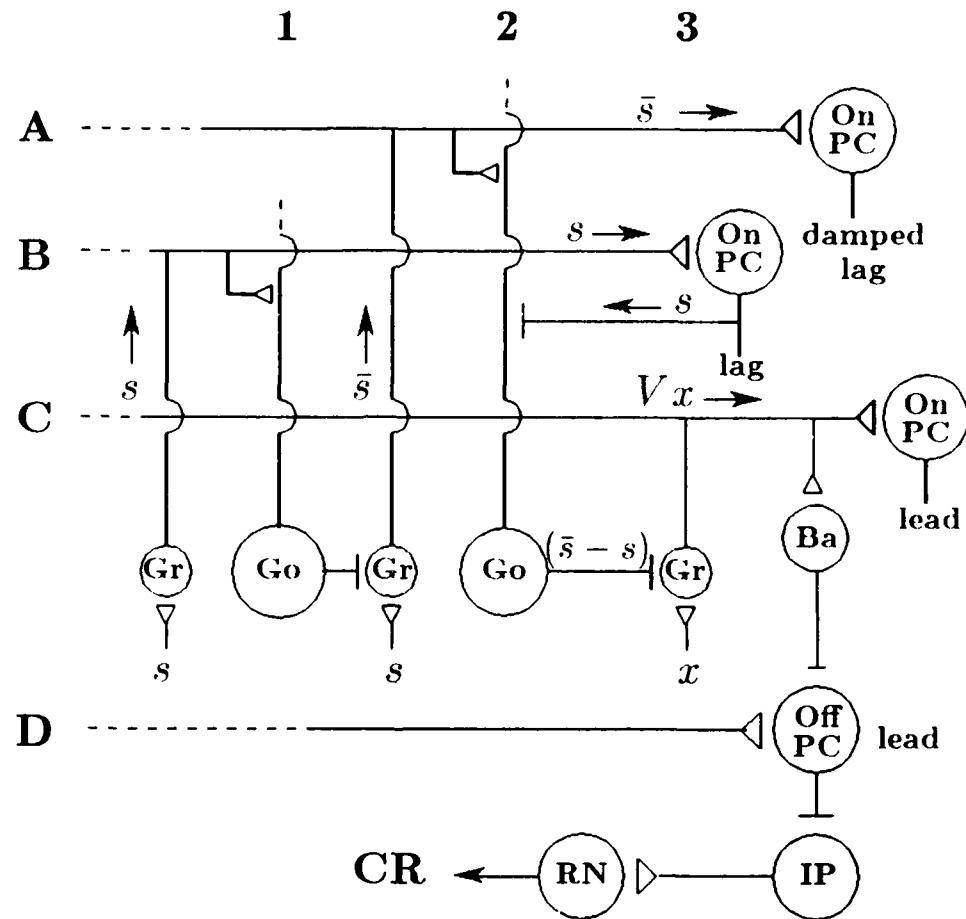 1 2 3
A s̄ On PC
damped lag
B s On PC
s
lag
s s̄
C V x On PC
lead
Gr Go Gr Go (s̄ − s) Gr Ba
s s x
D Off PC lead
CR RN IP